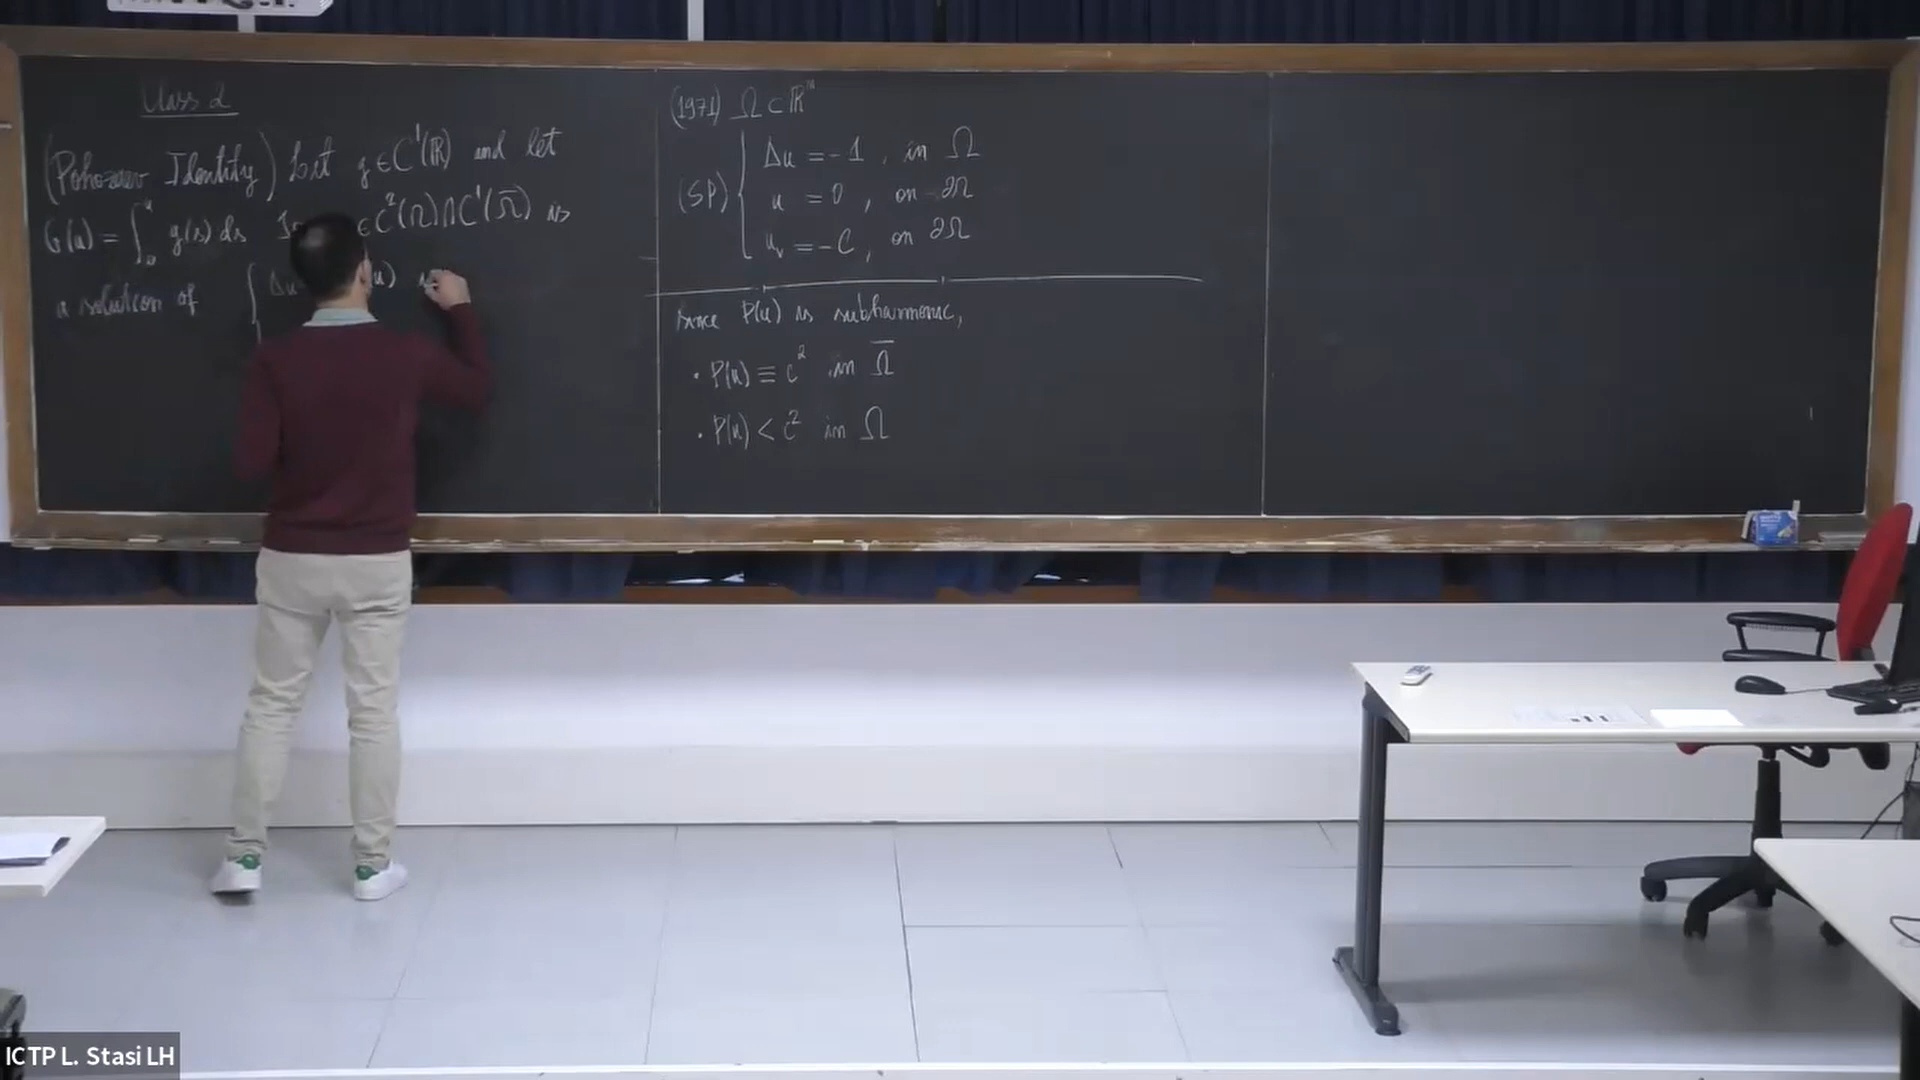 Class 2
(Pohozaev Identity) Let g ∈ C¹(ℝ) and let
G(u) = ∫₀ᵘ g(s) ds ∈ C²(Ω)∩C¹(Ω̅) is
a solution of { Δu (u)
(1971) Ω ⊂ ℝⁿ
(SP) { Δu = -1 , in Ω
u = 0 , on ∂Ω
uᵥ = -C , on ∂Ω
Since P(u) is subharmonic,
• P(u) ≡ c² in Ω̅
• P(u) < c² in Ω
ICTP L. Stasi LH